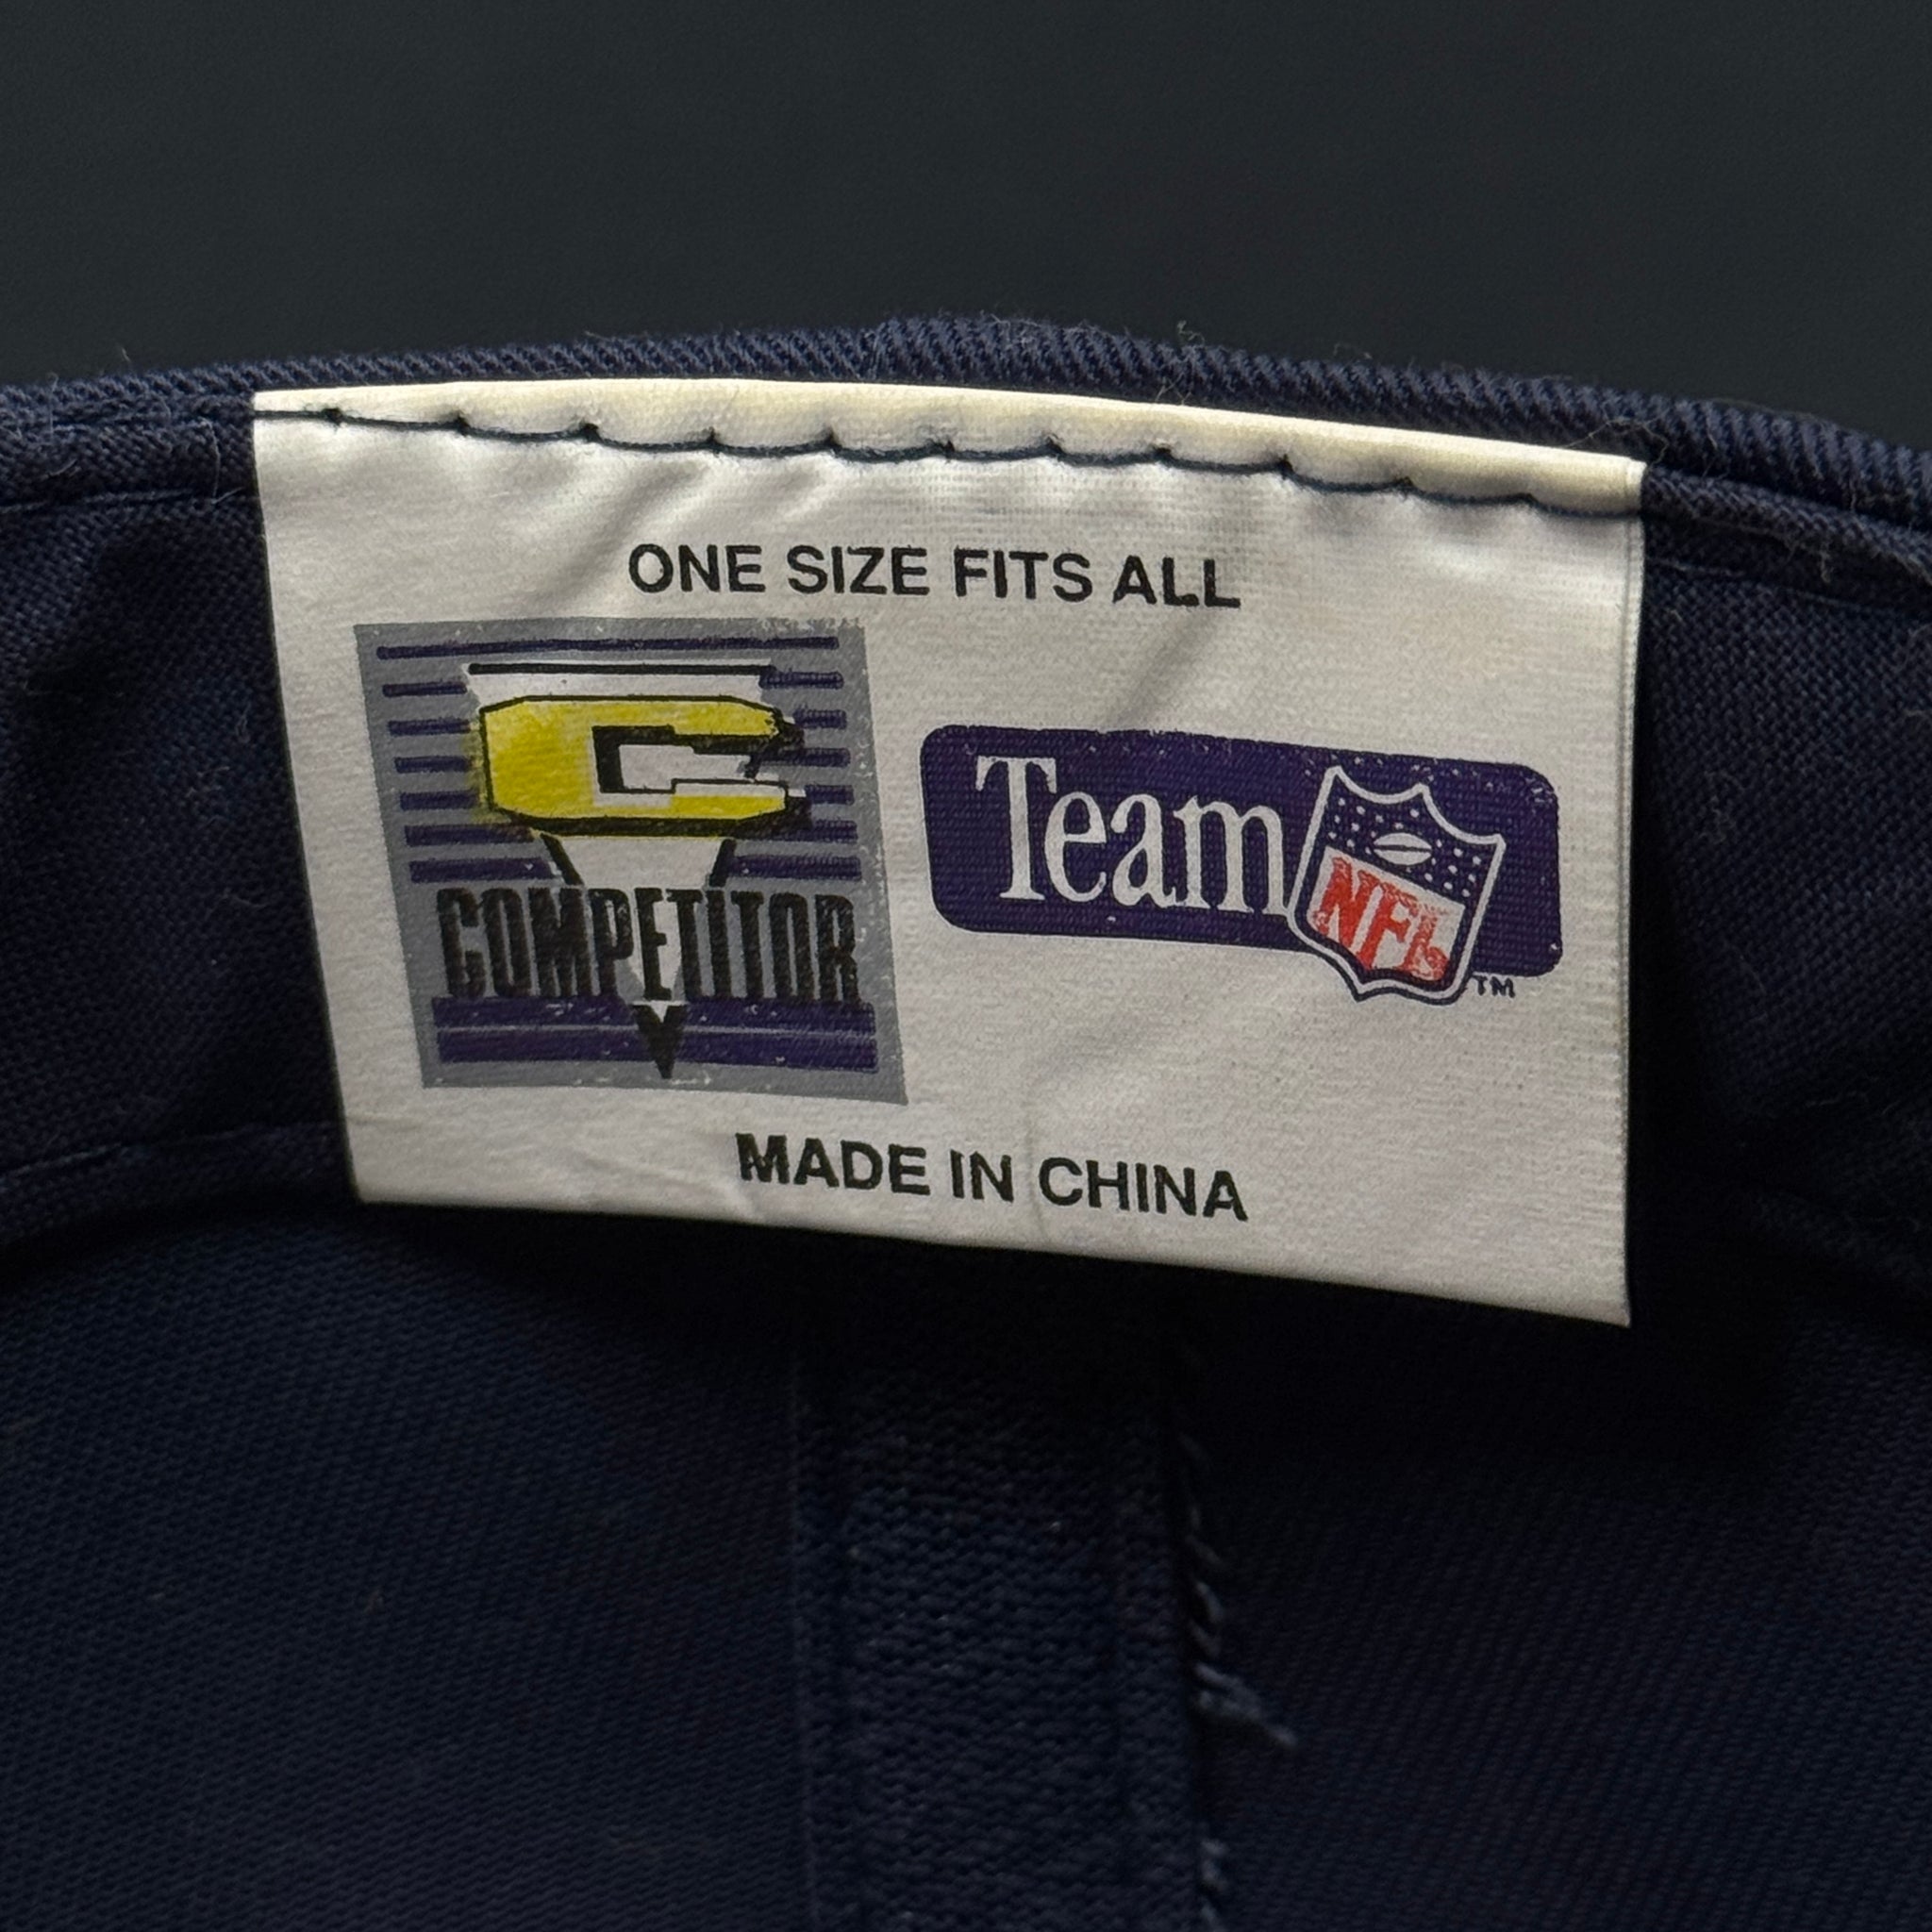 ONE SIZE FITS ALL
C
COMPETITOR
Team NFL TM
MADE IN CHINA